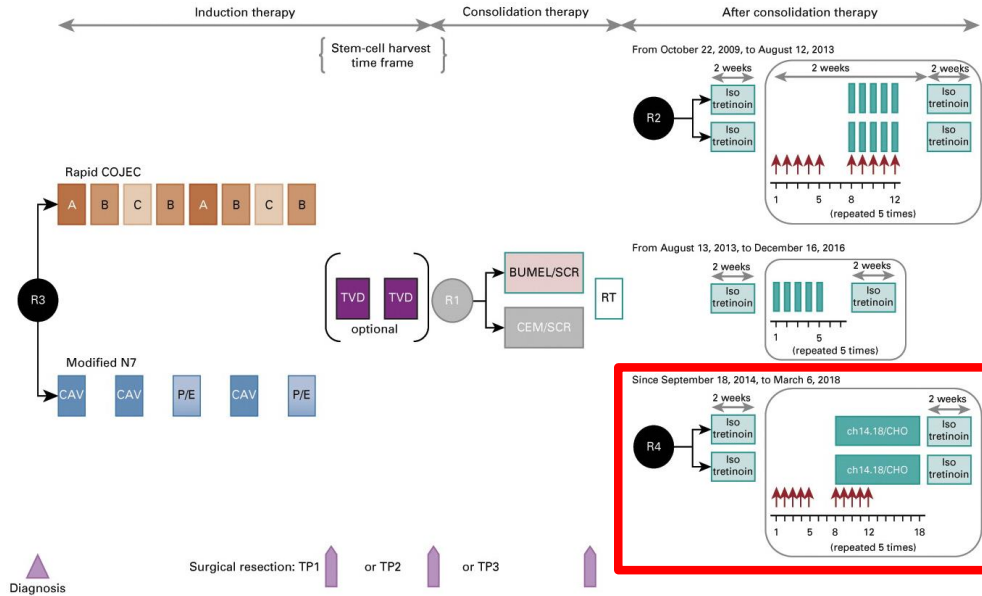 Induction therapy
Consolidation therapy
After consolidation therapy
Stem-cell harvest
time frame
From October 22, 2009, to August 12, 2013
2 weeks
2 weeks
2 weeks
R2
Iso
tretinoin
Iso
tretinoin
Iso
tretinoin
Iso
tretinoin
1 5 8 12
(repeated 5 times)
Rapid COJEC
A B C B A B C B
R3
TVD TVD
optional
R1
BUMEL/SCR
CEM/SCR
RT
From August 13, 2013, to December 16, 2016
2 weeks
2 weeks
Iso
tretinoin
Iso
tretinoin
1 5
(repeated 5 times)
Modified N7
CAV CAV P/E CAV P/E
Since September 18, 2014, to March 6, 2018
2 weeks
2 weeks
R4
Iso
tretinoin
ch14.18/CHO
Iso
tretinoin
Iso
tretinoin
ch14.18/CHO
Iso
tretinoin
1 5 8 12 18
(repeated 5 times)
Diagnosis
Surgical resection: TP1 or TP2 or TP3